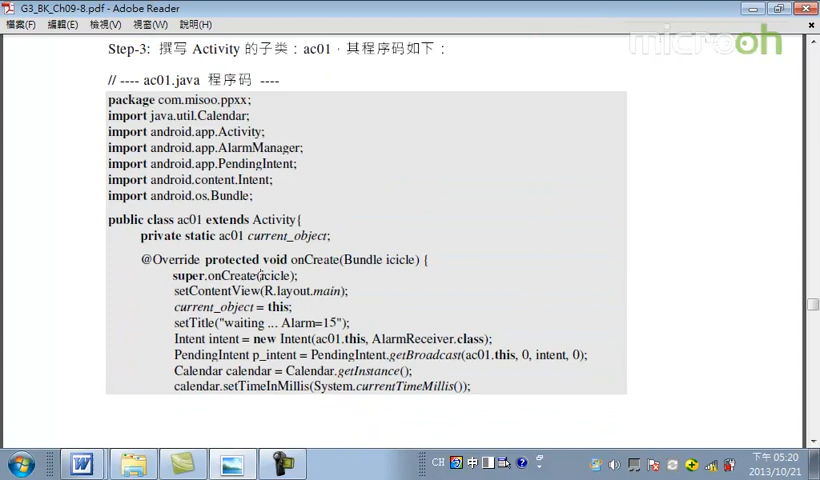 G3_BK_Ch09-8.pdf - Adobe Reader
檔案(F) 編輯(E) 檢視(V) 視窗(W) 說明(H)
microoh
Step-3: 撰写 Activity 的子类：ac01，其程序码如下：
// ---- ac01.java 程序码 ----
package com.misoo.ppxx;
import java.util.Calendar;
import android.app.Activity;
import android.app.AlarmManager;
import android.app.PendingIntent;
import android.content.Intent;
import android.os.Bundle;
public class ac01 extends Activity{
private static ac01 current_object;
@Override protected void onCreate(Bundle icicle) {
super.onCreate(icicle);
setContentView(R.layout.main);
current_object = this;
setTitle("waiting ... Alarm=15");
Intent intent = new Intent(ac01.this, AlarmReceiver.class);
PendingIntent p_intent = PendingIntent.getBroadcast(ac01.this, 0, intent, 0);
Calendar calendar = Calendar.getInstance();
calendar.setTimeInMillis(System.currentTimeMillis());
CH 中
下午 05:20
2013/10/21